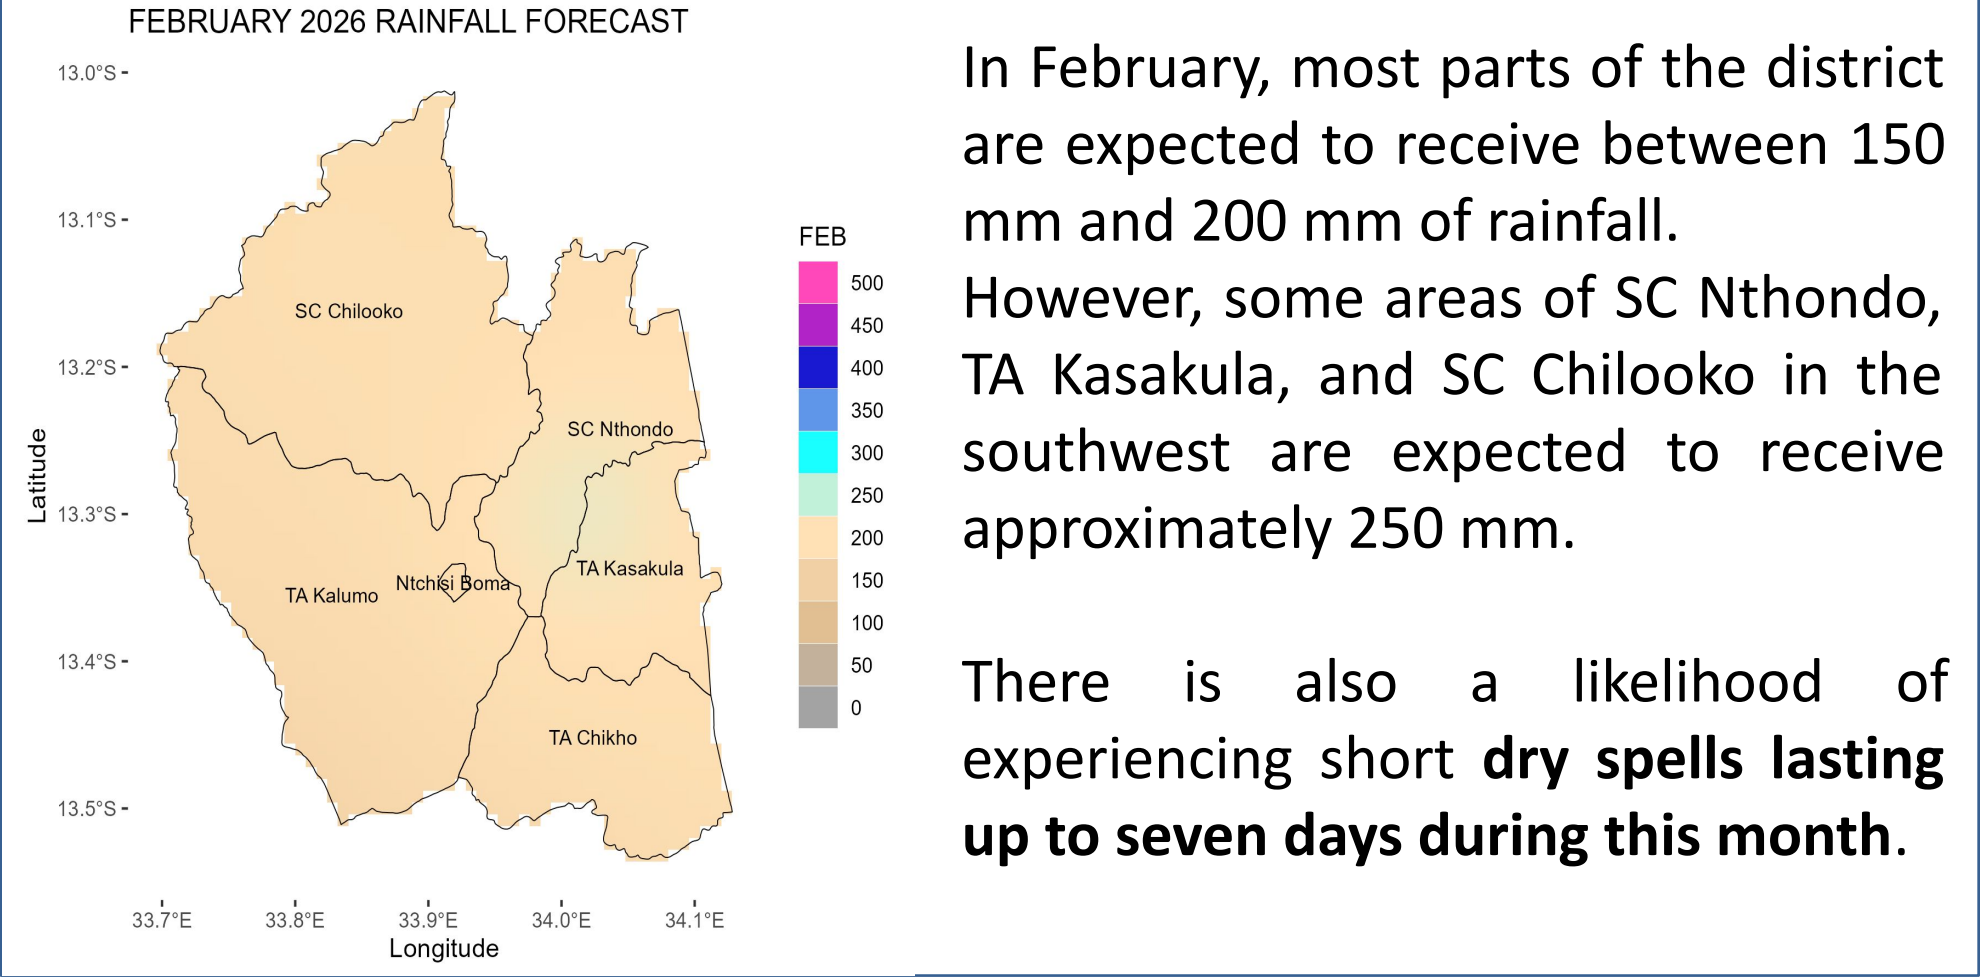 FEBRUARY 2026 RAINFALL FORECAST
13.0°S
13.1°S
13.2°S
13.3°S
13.4°S
13.5°S
Latitude
SC Chilooko
SC Nthondo
TA Kasakula
Ntchisi Boma
TA Kalumo
TA Chikho
33.7°E
33.8°E
33.9°E
34.0°E
34.1°E
Longitude
FEB
500
450
400
350
300
250
200
150
100
50
0
In February, most parts of the district
are expected to receive between 150
mm and 200 mm of rainfall.
However, some areas of SC Nthondo,
TA Kasakula, and SC Chilooko in the
southwest are expected to receive
approximately 250 mm.
There is also a likelihood of
experiencing short dry spells lasting
up to seven days during this month.